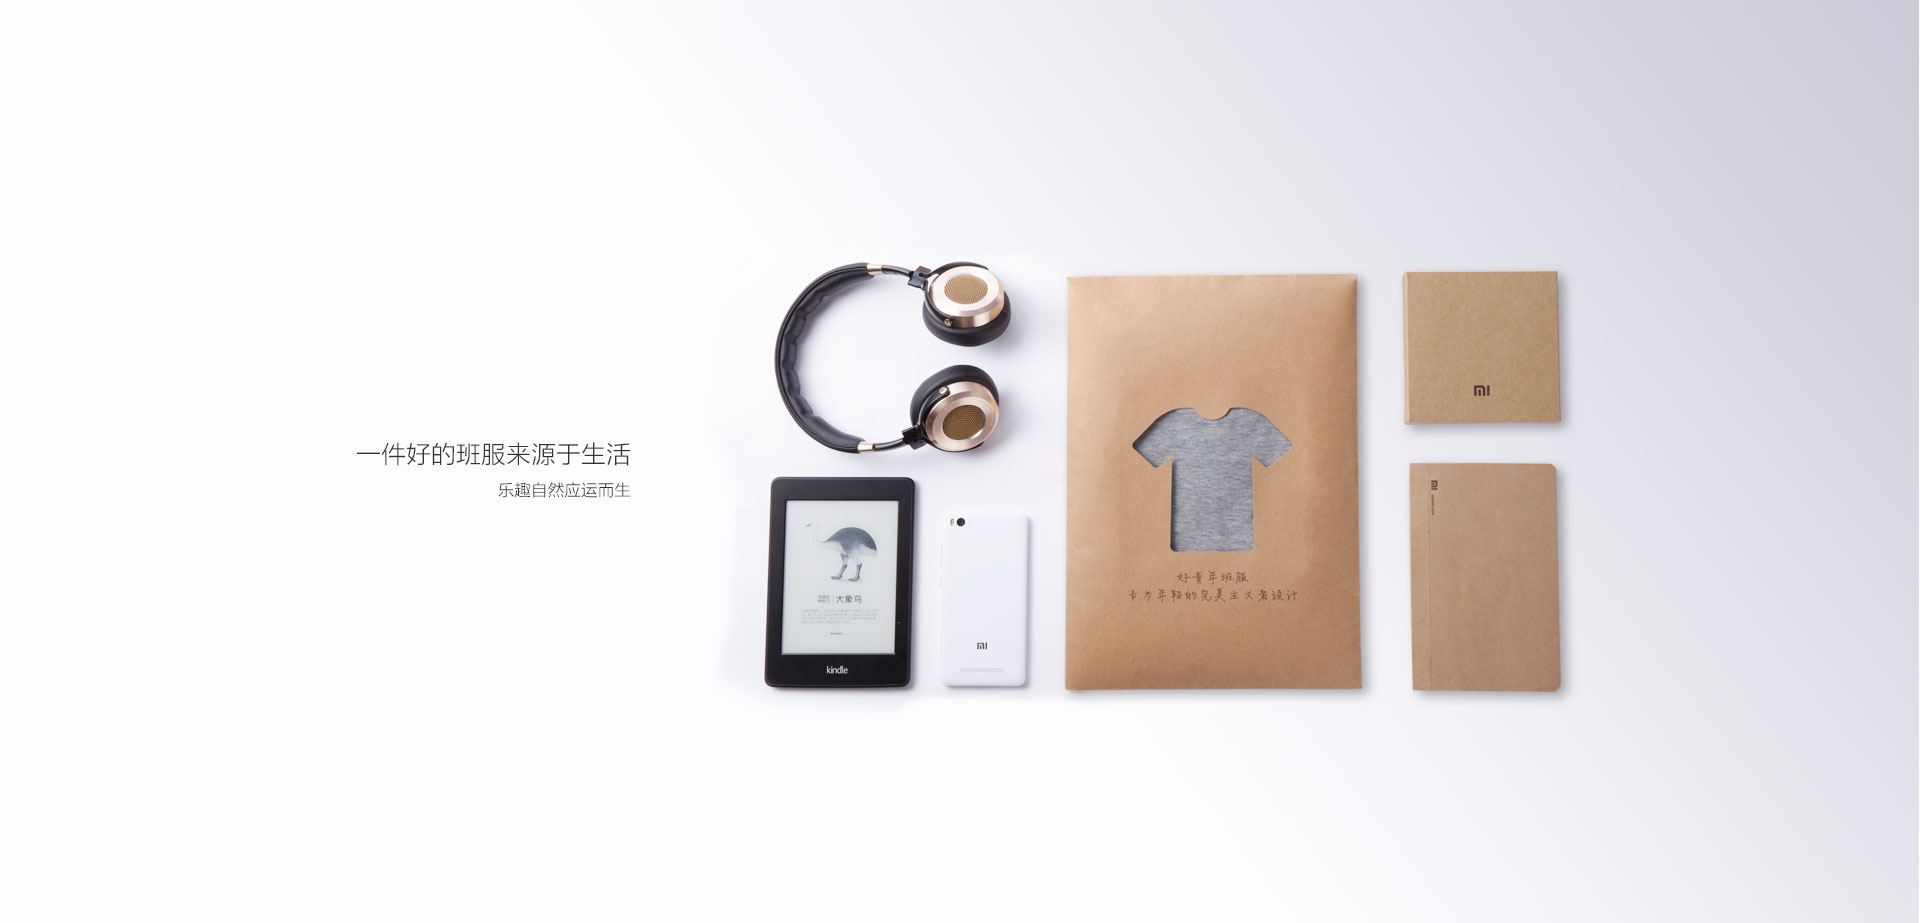 一件好的班服来源于生活
乐趣自然应运而生
大象鸟
kindle
MI
好青年班服
专为年轻的完美主义者设计
MI
MI